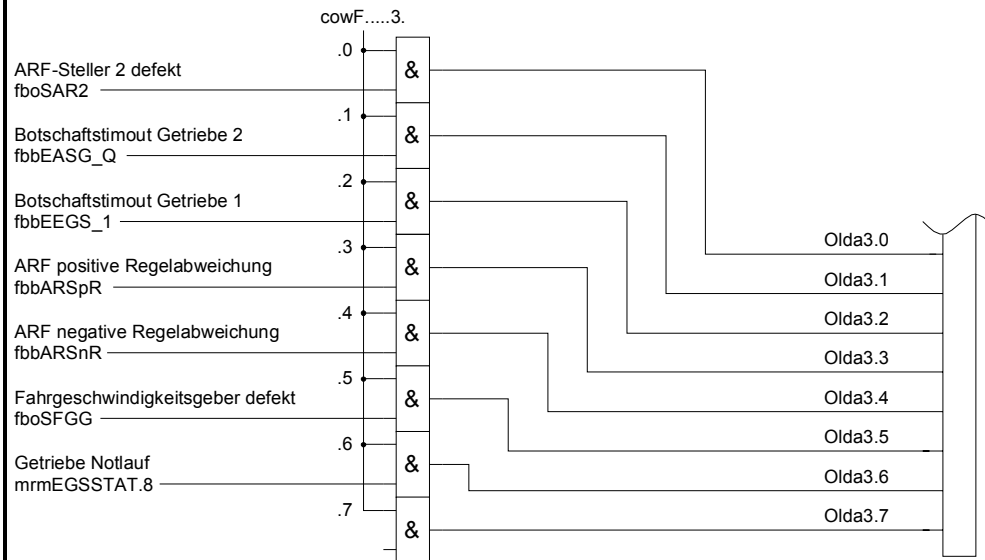 cowF.....3.
.0
&
ARF-Steller 2 defekt
fboSAR2
.1
&
Botschaftstimout Getriebe 2
fbbEASG_Q
.2
&
Botschaftstimout Getriebe 1
fbbEEGS_1
.3
&
ARF positive Regelabweichung
fbbARSpR
.4
&
ARF negative Regelabweichung
fbbARSnR
.5
&
Fahrgeschwindigkeitsgeber defekt
fboSFGG
.6
&
Getriebe Notlauf
mrmEGSSTAT.8
.7
&
Olda3.0
Olda3.1
Olda3.2
Olda3.3
Olda3.4
Olda3.5
Olda3.6
Olda3.7